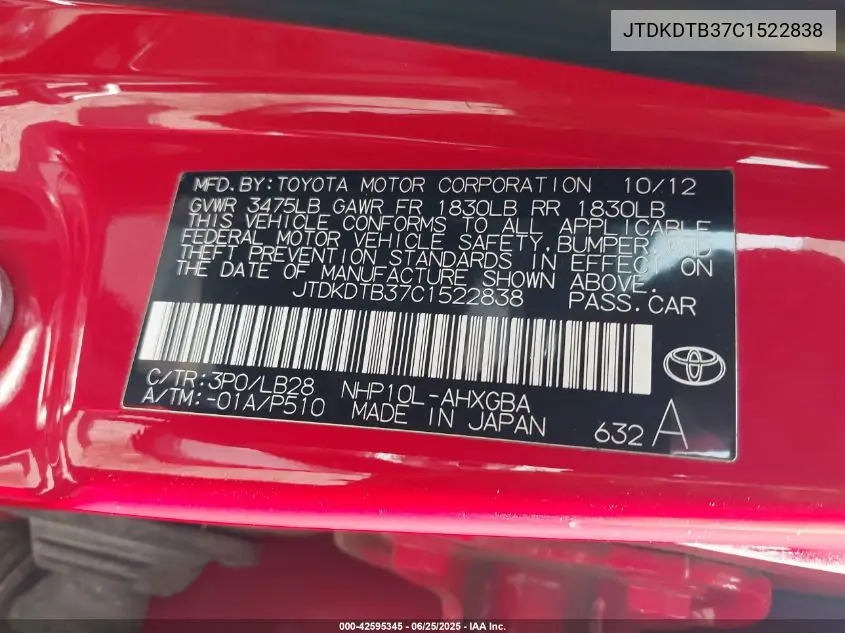 JTDKDTB37C1522838
MFD.BY:TOYOTA MOTOR CORPORATION 10/12
GVWR 3475LB GAWR FR 1830LB RR 1830LB
THIS VEHICLE CONFORMS TO ALL APPLICABLE
FEDERAL MOTOR VEHICLE SAFETY,BUMPER,AND
THEFT PREVENTION STANDARDS IN EFFECT ON
THE DATE OF MANUFACTURE SHOWN ABOVE.
JTDKDTB37C1522838 PASS.CAR
C/TR:3P0/LB28 NHP10L-AHXGBA
A/TM:-01A/P510 MADE IN JAPAN
632 A
000-42595345 - 06/25/2025 - IAA Inc.